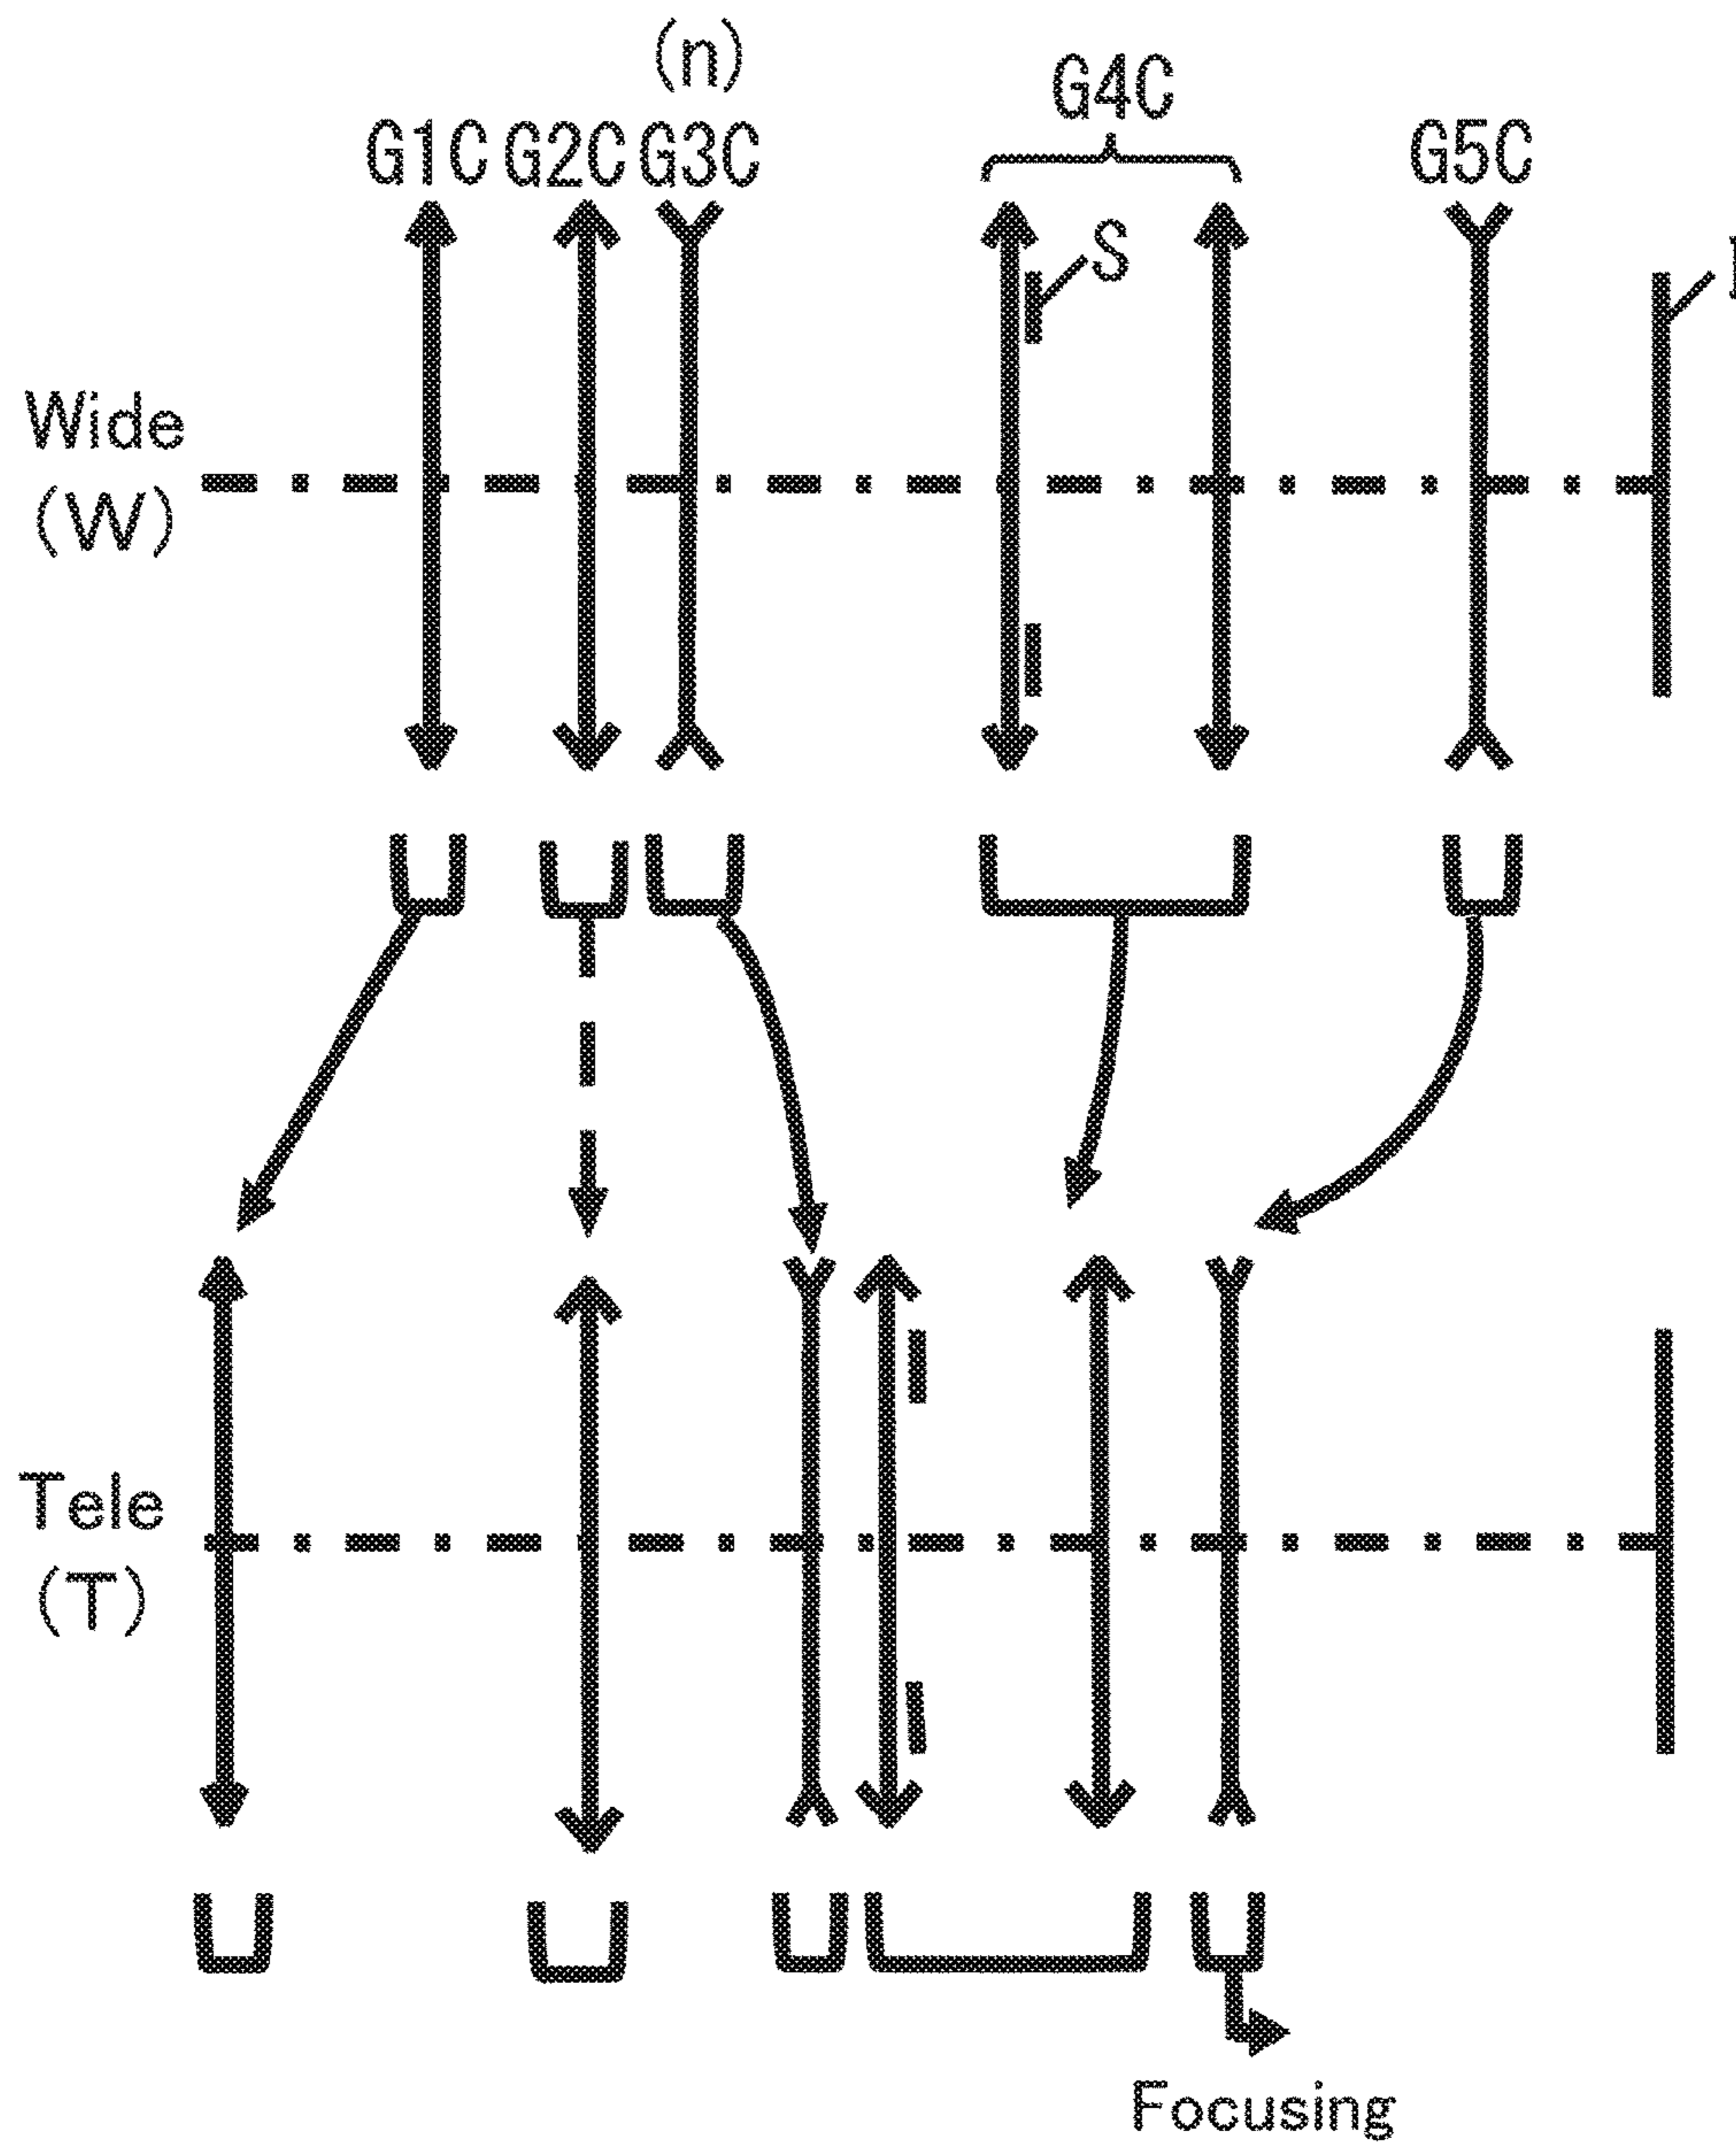 (n)
G4C
G1C G2C G3C
G5C
S
Wide
(W)
Tele
(T)
Focusing